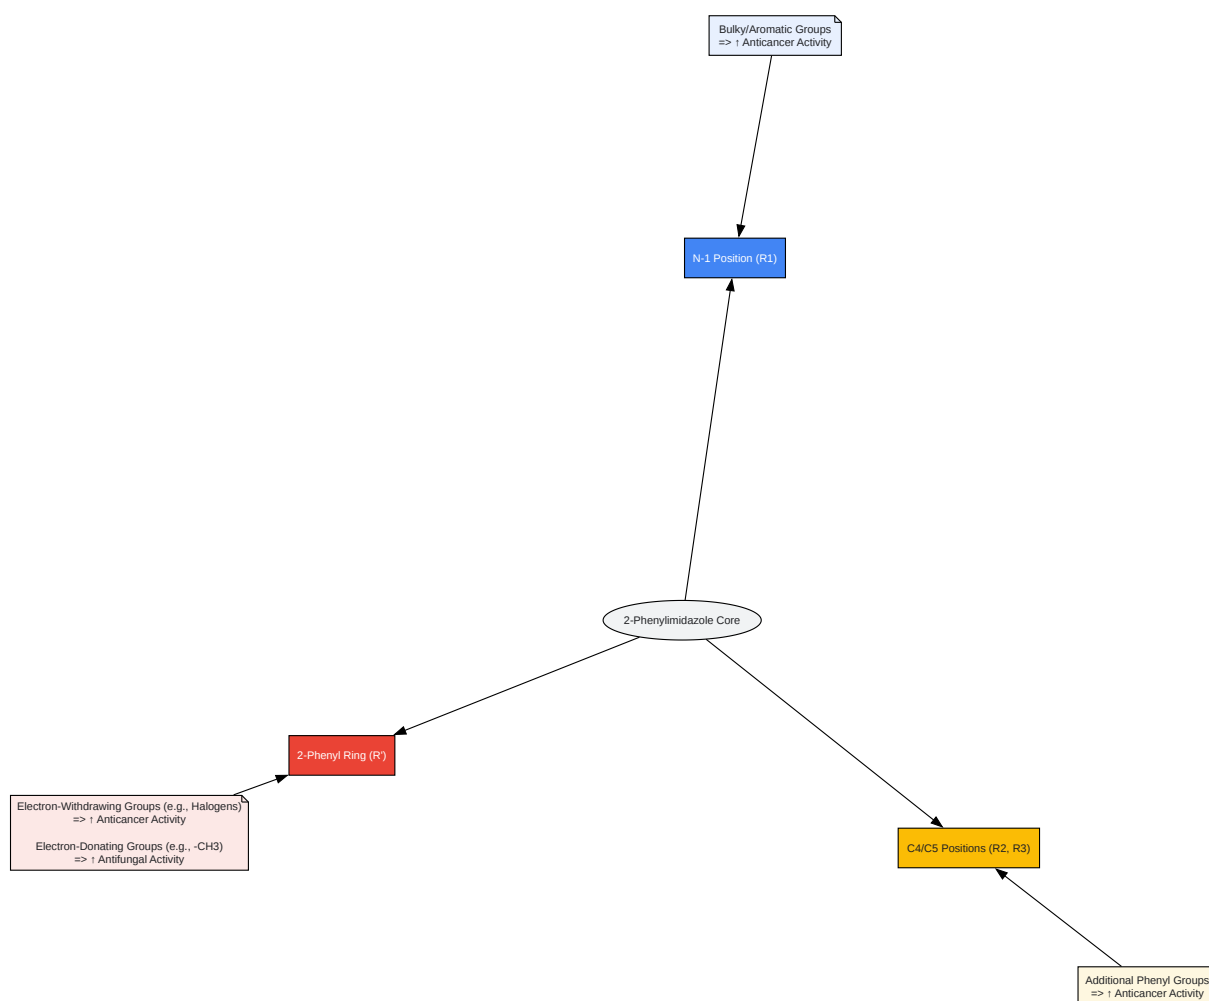 Bulky/Aromatic Groups
=> ↑ Anticancer Activity
N-1 Position (R1)
2-Phenylimidazole Core
2-Phenyl Ring (R')
Electron-Withdrawing Groups (e.g., Halogens)
=> ↑ Anticancer Activity
Electron-Donating Groups (e.g., -CH3)
=> ↑ Antifungal Activity
C4/C5 Positions (R2, R3)
Additional Phenyl Groups
=> ↑ Anticancer Activity